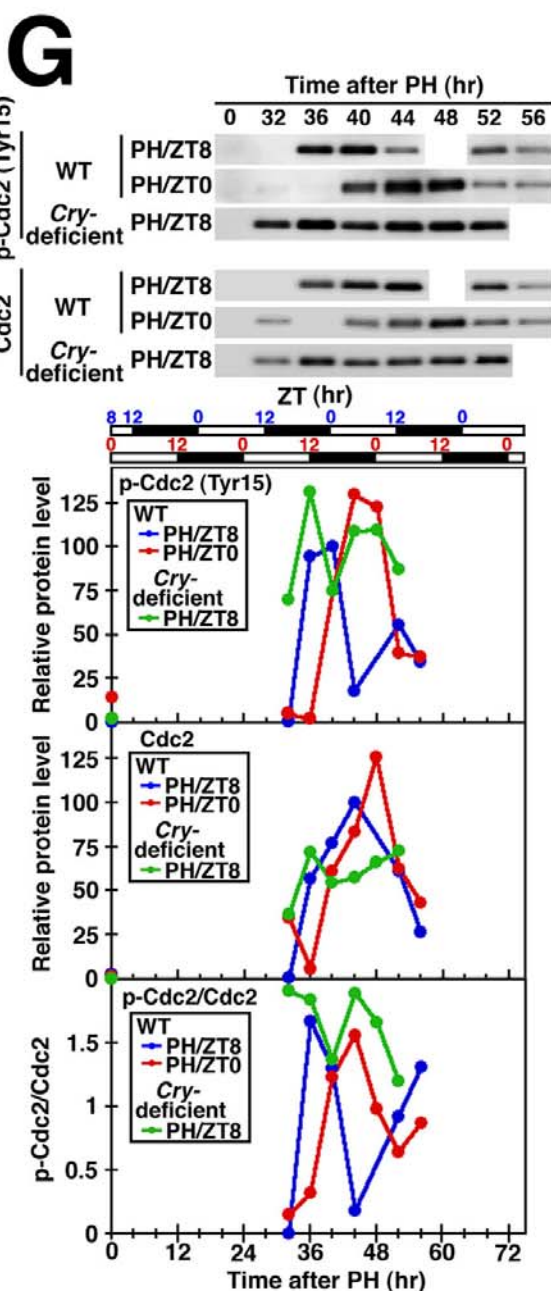 G
Time after PH (hr)
0 32 36 40 44 48 52 56
p-Cdc2 (Tyr15)
WT
PH/ZT8
PH/ZT0
Cry-
deficient
PH/ZT8
Cdc2
WT
PH/ZT8
PH/ZT0
Cry-
deficient
PH/ZT8
ZT (hr)
8 12 0 12 0 12 0
0 12 0 12 0 12 0
p-Cdc2 (Tyr15)
WT
PH/ZT8
PH/ZT0
Cry-
deficient
PH/ZT8
Relative protein level
125
100
75
50
25
0
Cdc2
WT
PH/ZT8
PH/ZT0
Cry-
deficient
PH/ZT8
Relative protein level
125
100
75
50
25
0
p-Cdc2/Cdc2
WT
PH/ZT8
PH/ZT0
Cry-
deficient
PH/ZT8
p-Cdc2/Cdc2
1.5
1
0.5
0
0 12 24 36 48 60 72
Time after PH (hr)